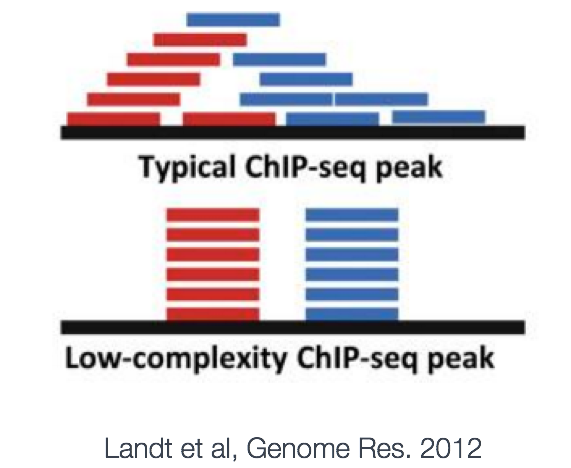 Typical ChIP-seq peak
Low-complexity ChIP-seq peak
Landt et al, Genome Res. 2012